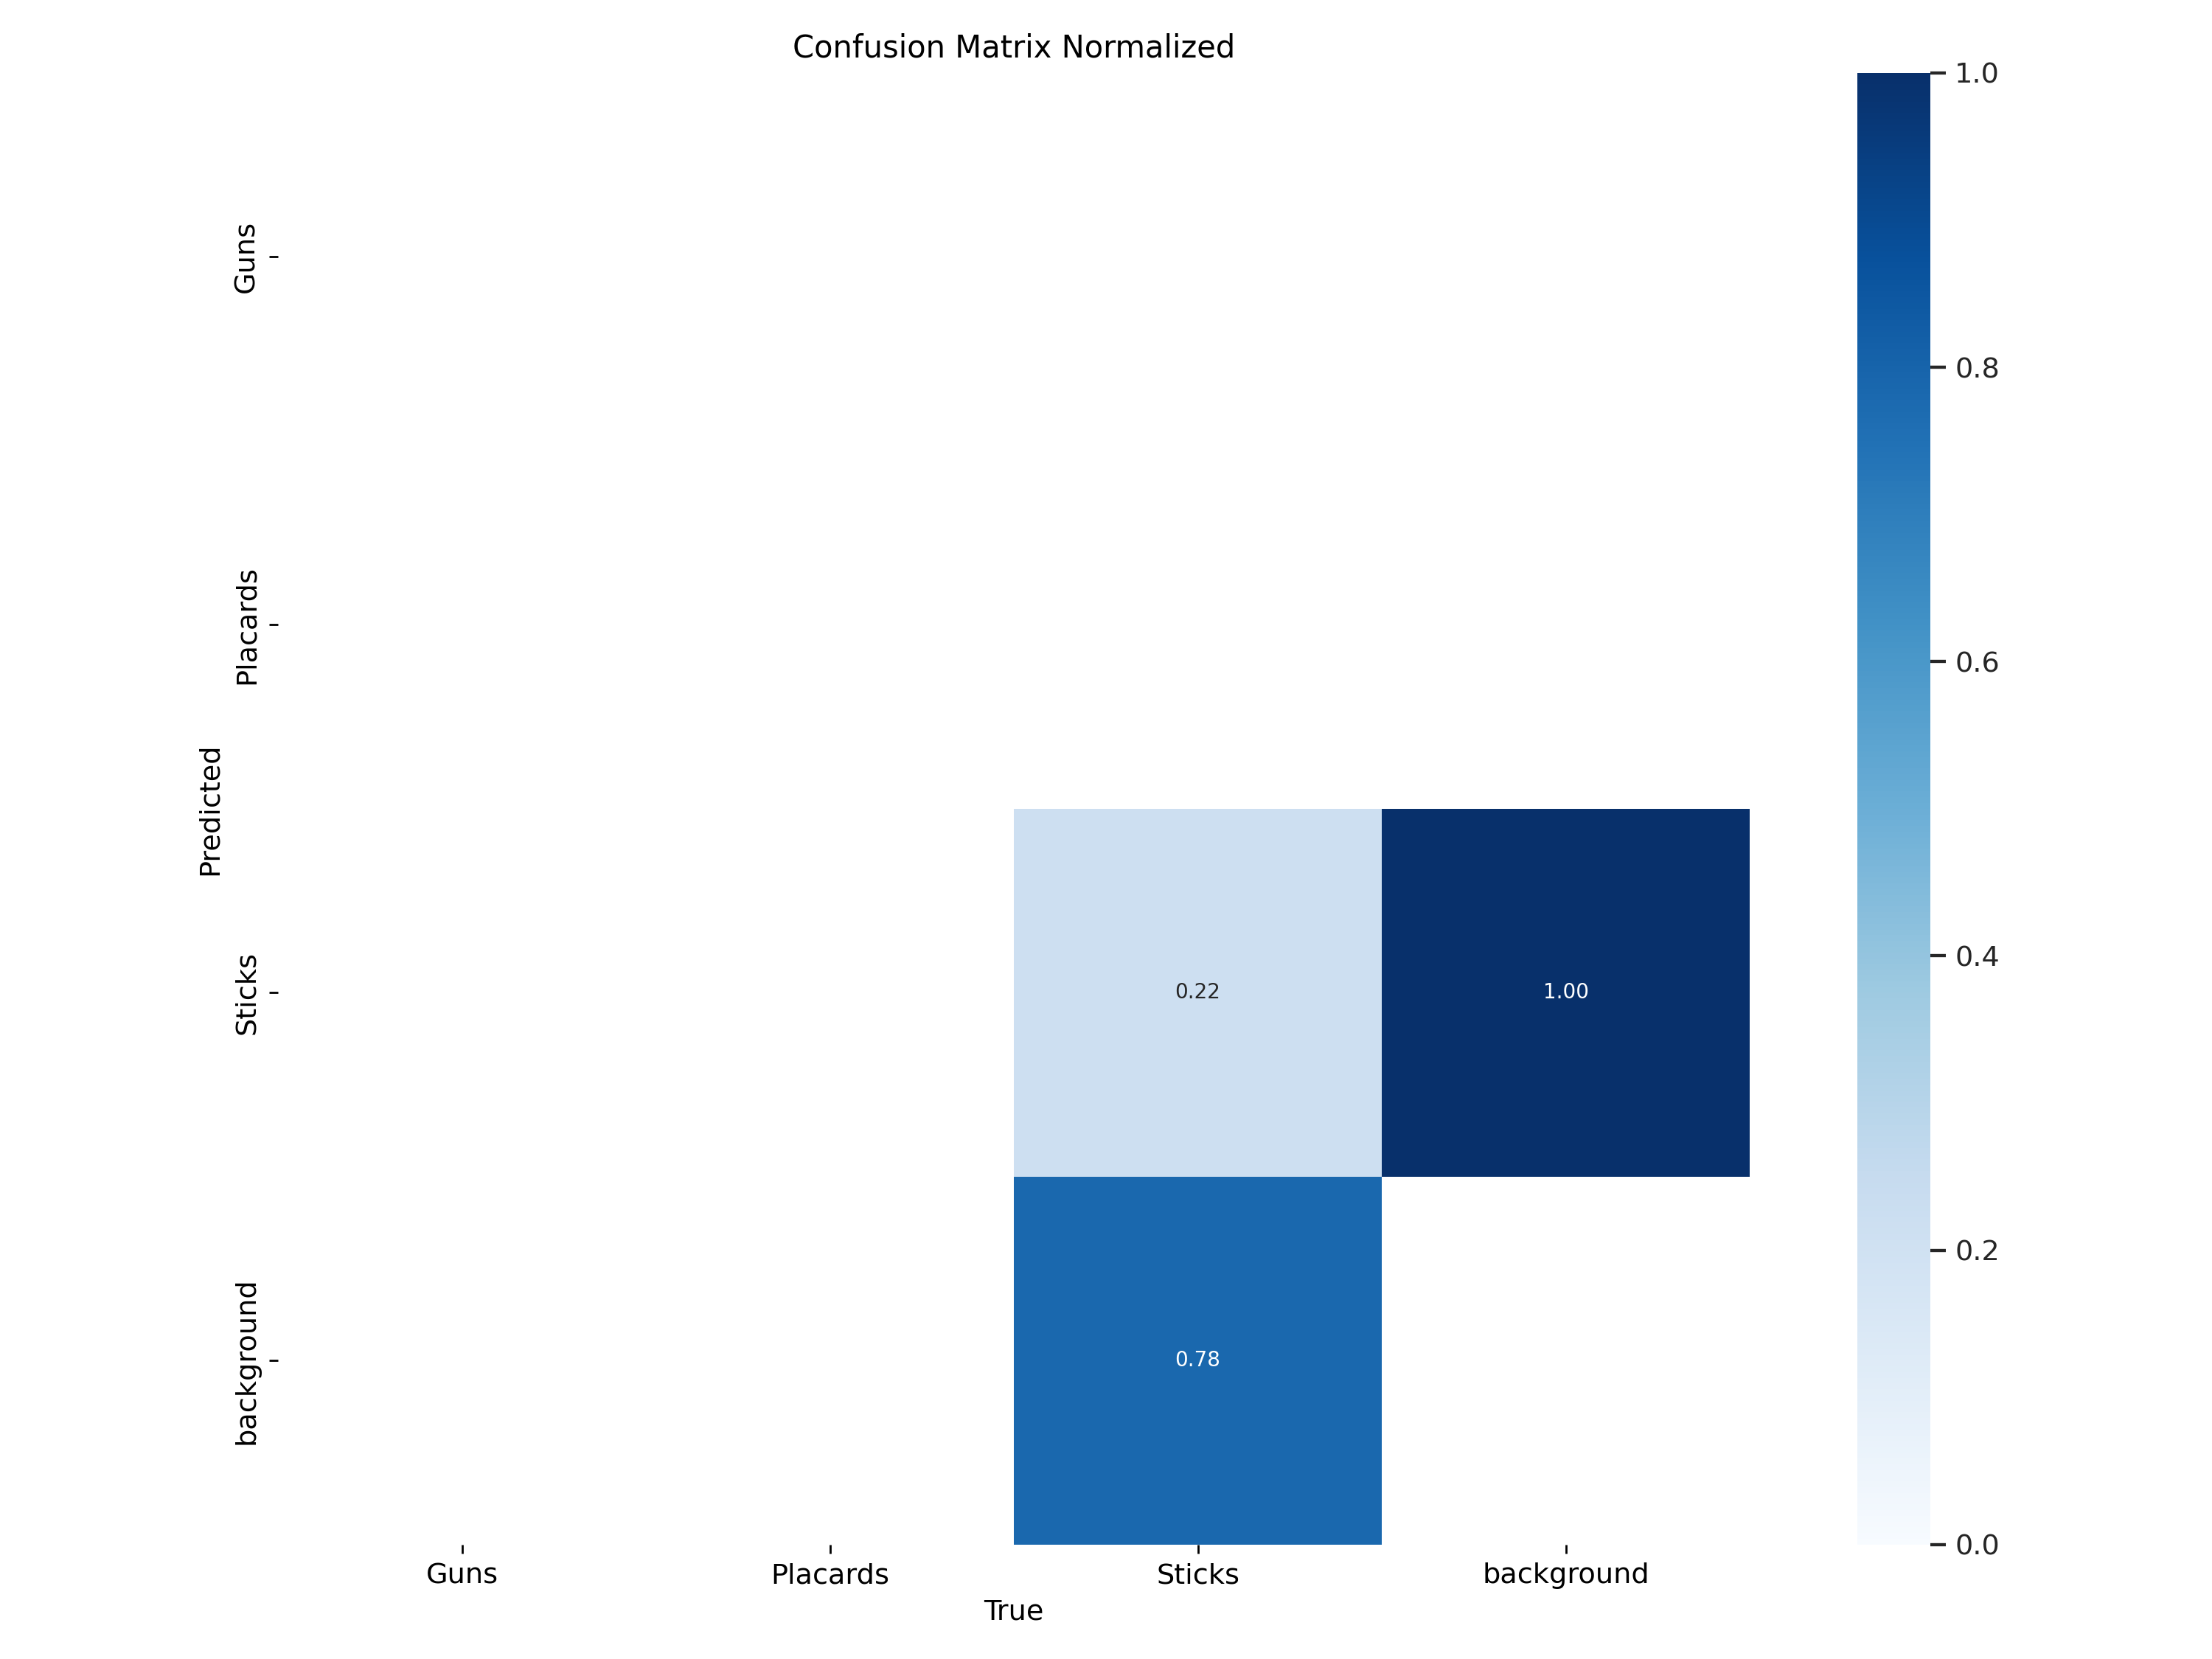 Confusion Matrix Normalized
Guns
Placards
Sticks
background
Predicted
0.22
1.00
0.78
Guns
Placards
Sticks
background
True
1.0
0.8
0.6
0.4
0.2
0.0